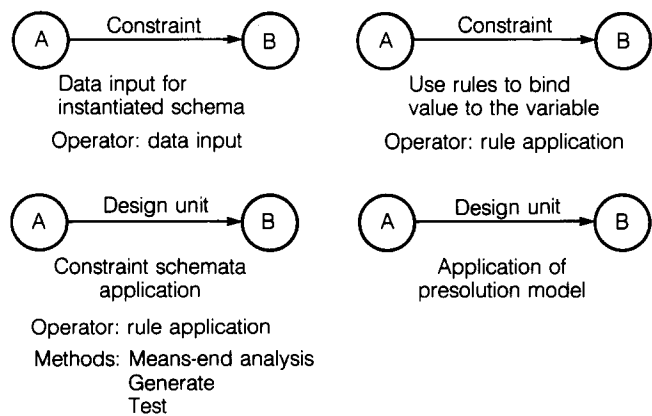 A Constraint B
Data input for
instantiated schema
Operator: data input
A Constraint B
Use rules to bind
value to the variable
Operator: rule application
A Design unit B
Constraint schemata
application
Operator: rule application
Methods: Means-end analysis
Generate
Test
A Design unit B
Application of
presolution model